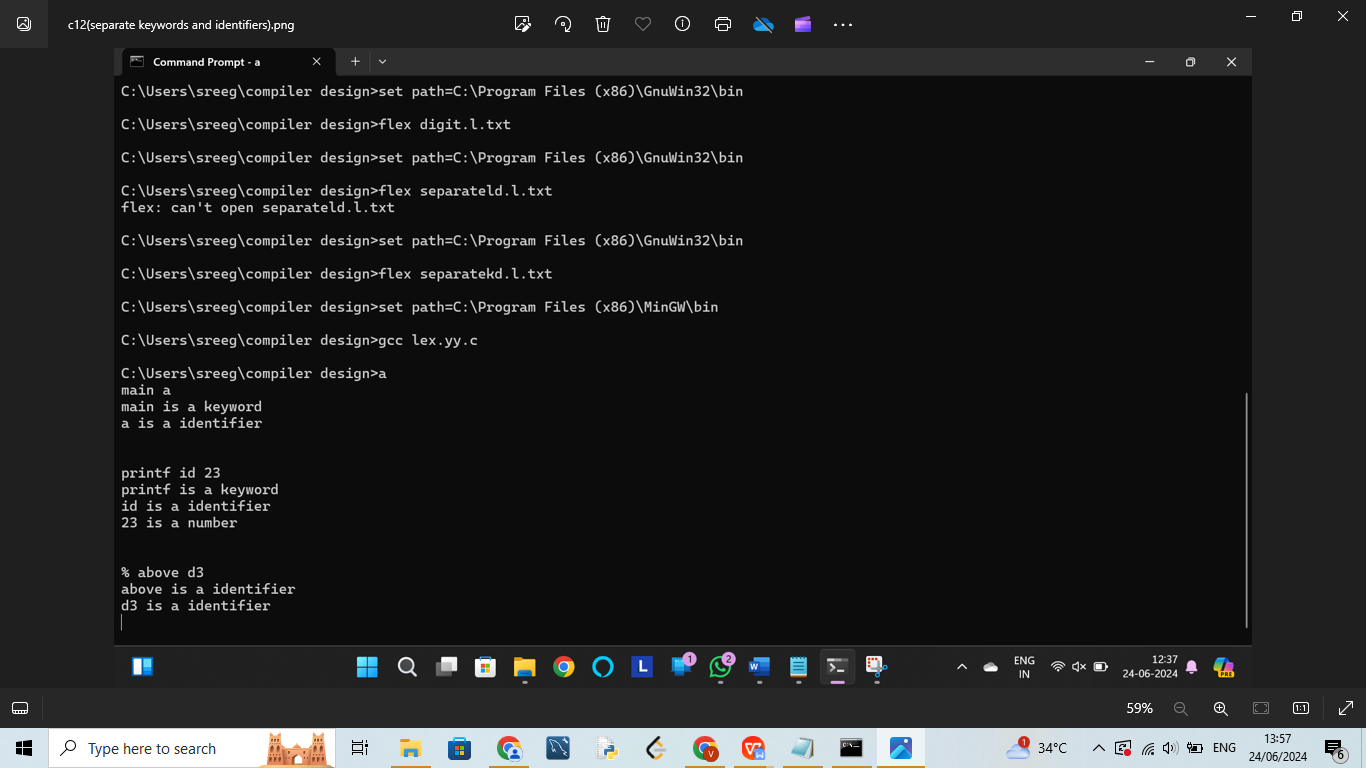 c12(separate keywords and identifiers).png
Command Prompt - a
C:\Users\sreeg\compiler design>set path=C:\Program Files (x86)\GnuWin32\bin
C:\Users\sreeg\compiler design>flex digit.l.txt
C:\Users\sreeg\compiler design>set path=C:\Program Files (x86)\GnuWin32\bin
C:\Users\sreeg\compiler design>flex separateld.l.txt
flex: can't open separateld.l.txt
C:\Users\sreeg\compiler design>set path=C:\Program Files (x86)\GnuWin32\bin
C:\Users\sreeg\compiler design>flex separatekd.l.txt
C:\Users\sreeg\compiler design>set path=C:\Program Files (x86)\MinGW\bin
C:\Users\sreeg\compiler design>gcc lex.yy.c
C:\Users\sreeg\compiler design>a
main a
main is a keyword
a is a identifier
printf id 23
printf is a keyword
id is a identifier
23 is a number
% above d3
above is a identifier
d3 is a identifier
L
1
2
W
ENG
IN
12:37
24-06-2024
PRE
59%
1:1
Type here to search
V
W
1
34°C
ENG
13:57
24/06/2024
6